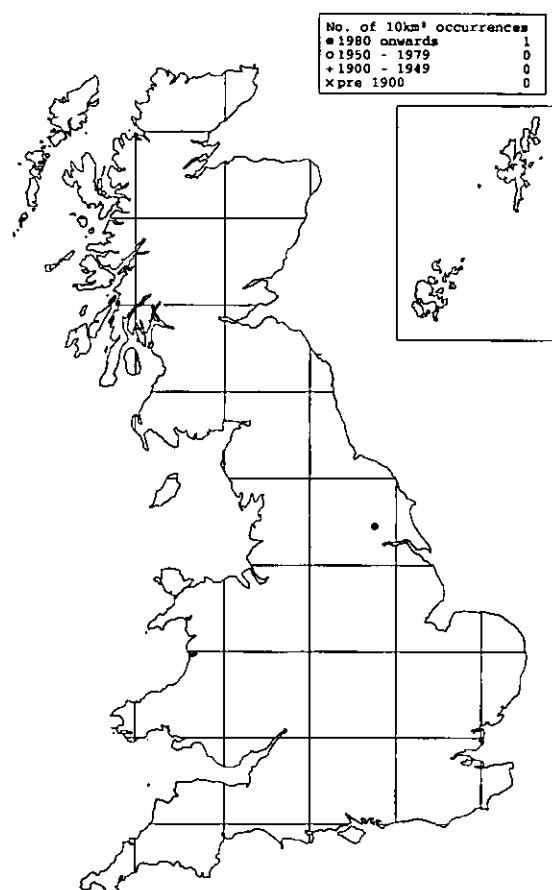 No. of 10km² occurrences
● 1980 onwards 1
o 1950 - 1979 0
+ 1900 - 1949 0
x pre 1900 0